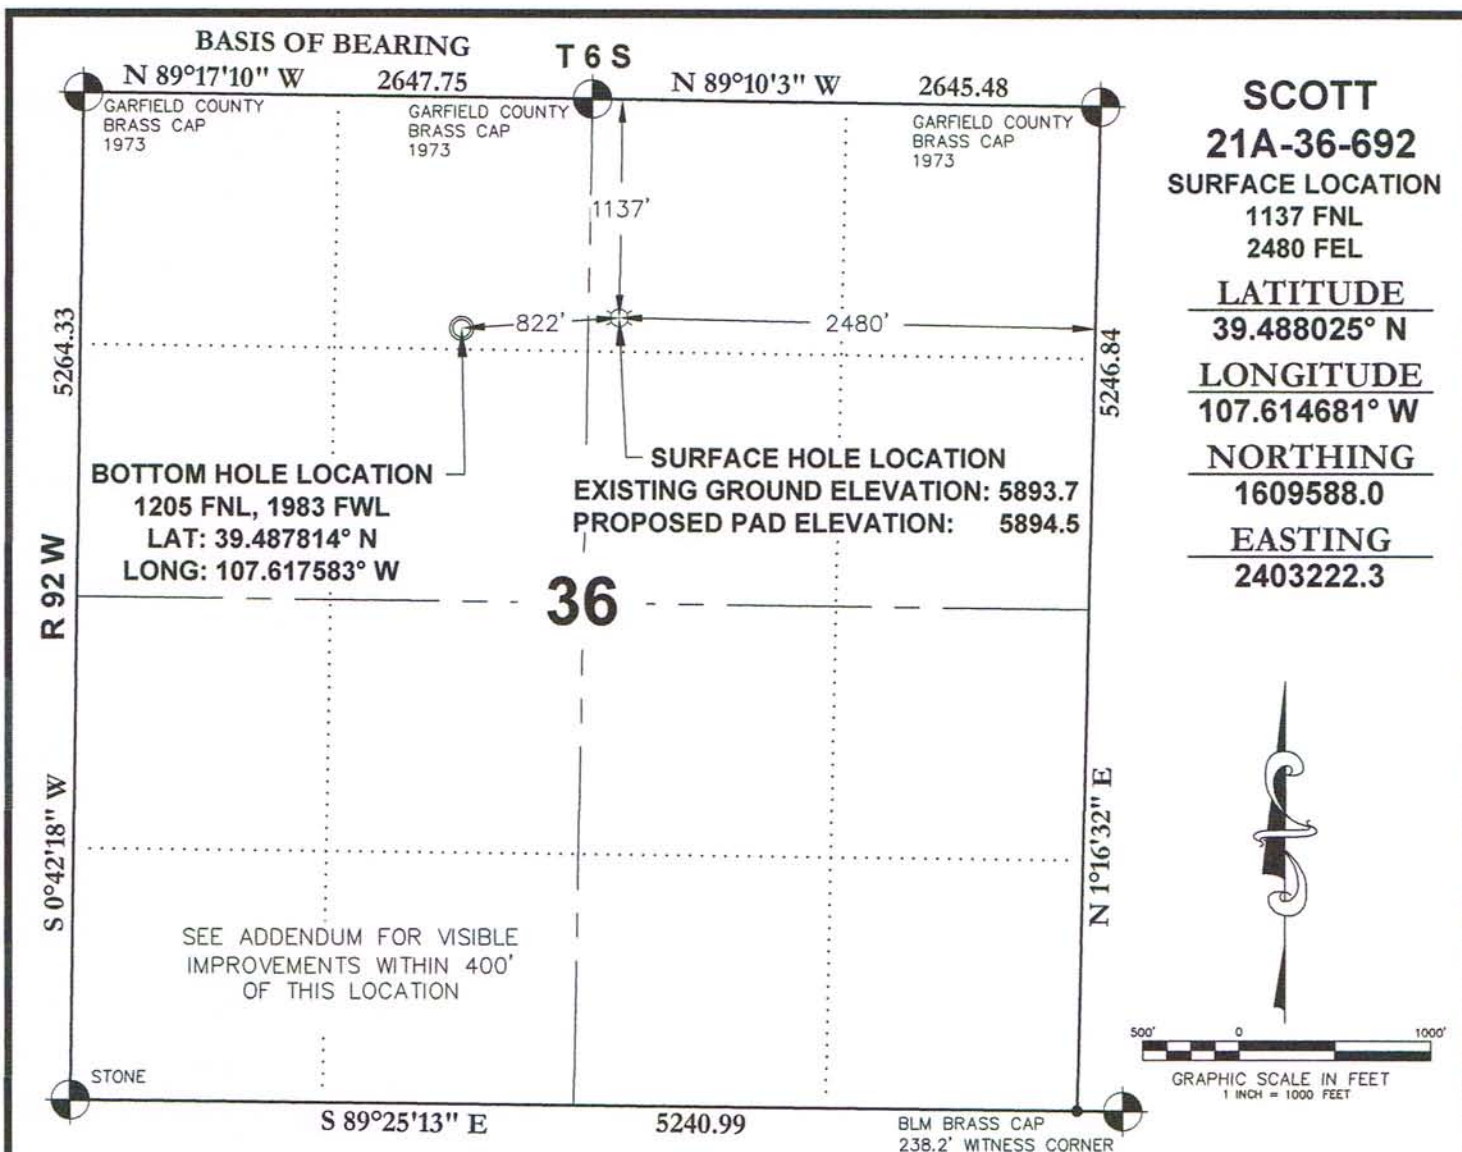 BASIS OF BEARING
T 6 S
N 89°17'10" W 2647.75
N 89°10'3" W 2645.48
GARFIELD COUNTY
BRASS CAP
1973
GARFIELD COUNTY
BRASS CAP
1973
GARFIELD COUNTY
BRASS CAP
1973
1137'
822'
2480'
5264.33
5246.84
BOTTOM HOLE LOCATION
1205 FNL, 1983 FWL
LAT: 39.487814° N
LONG: 107.617583° W
SURFACE HOLE LOCATION
EXISTING GROUND ELEVATION: 5893.7
PROPOSED PAD ELEVATION: 5894.5
R 92 W
36
S 0°42'18" W
N 1°16'32" E
SEE ADDENDUM FOR VISIBLE
IMPROVEMENTS WITHIN 400'
OF THIS LOCATION
STONE
S 89°25'13" E 5240.99
BLM BRASS CAP
238.2' WITNESS CORNER
SCOTT
21A-36-692
SURFACE LOCATION
1137 FNL
2480 FEL
LATITUDE
39.488025° N
LONGITUDE
107.614681° W
NORTHING
1609588.0
EASTING
2403222.3
500' 0 1000'
GRAPHIC SCALE IN FEET
1 INCH = 1000 FEET